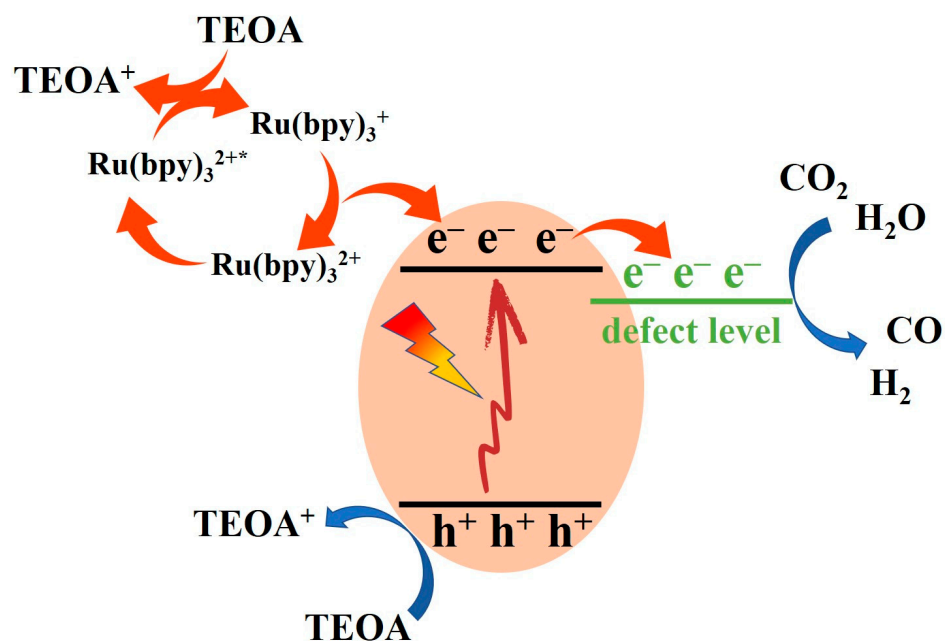 TEOA
TEOA⁺
Ru(bpy)₃⁺
Ru(bpy)₃²⁺*
Ru(bpy)₃²⁺
e⁻ e⁻ e⁻
CO₂
H₂O
e⁻ e⁻ e⁻
defect level
CO
H₂
TEOA⁺
h⁺ h⁺ h⁺
TEOA